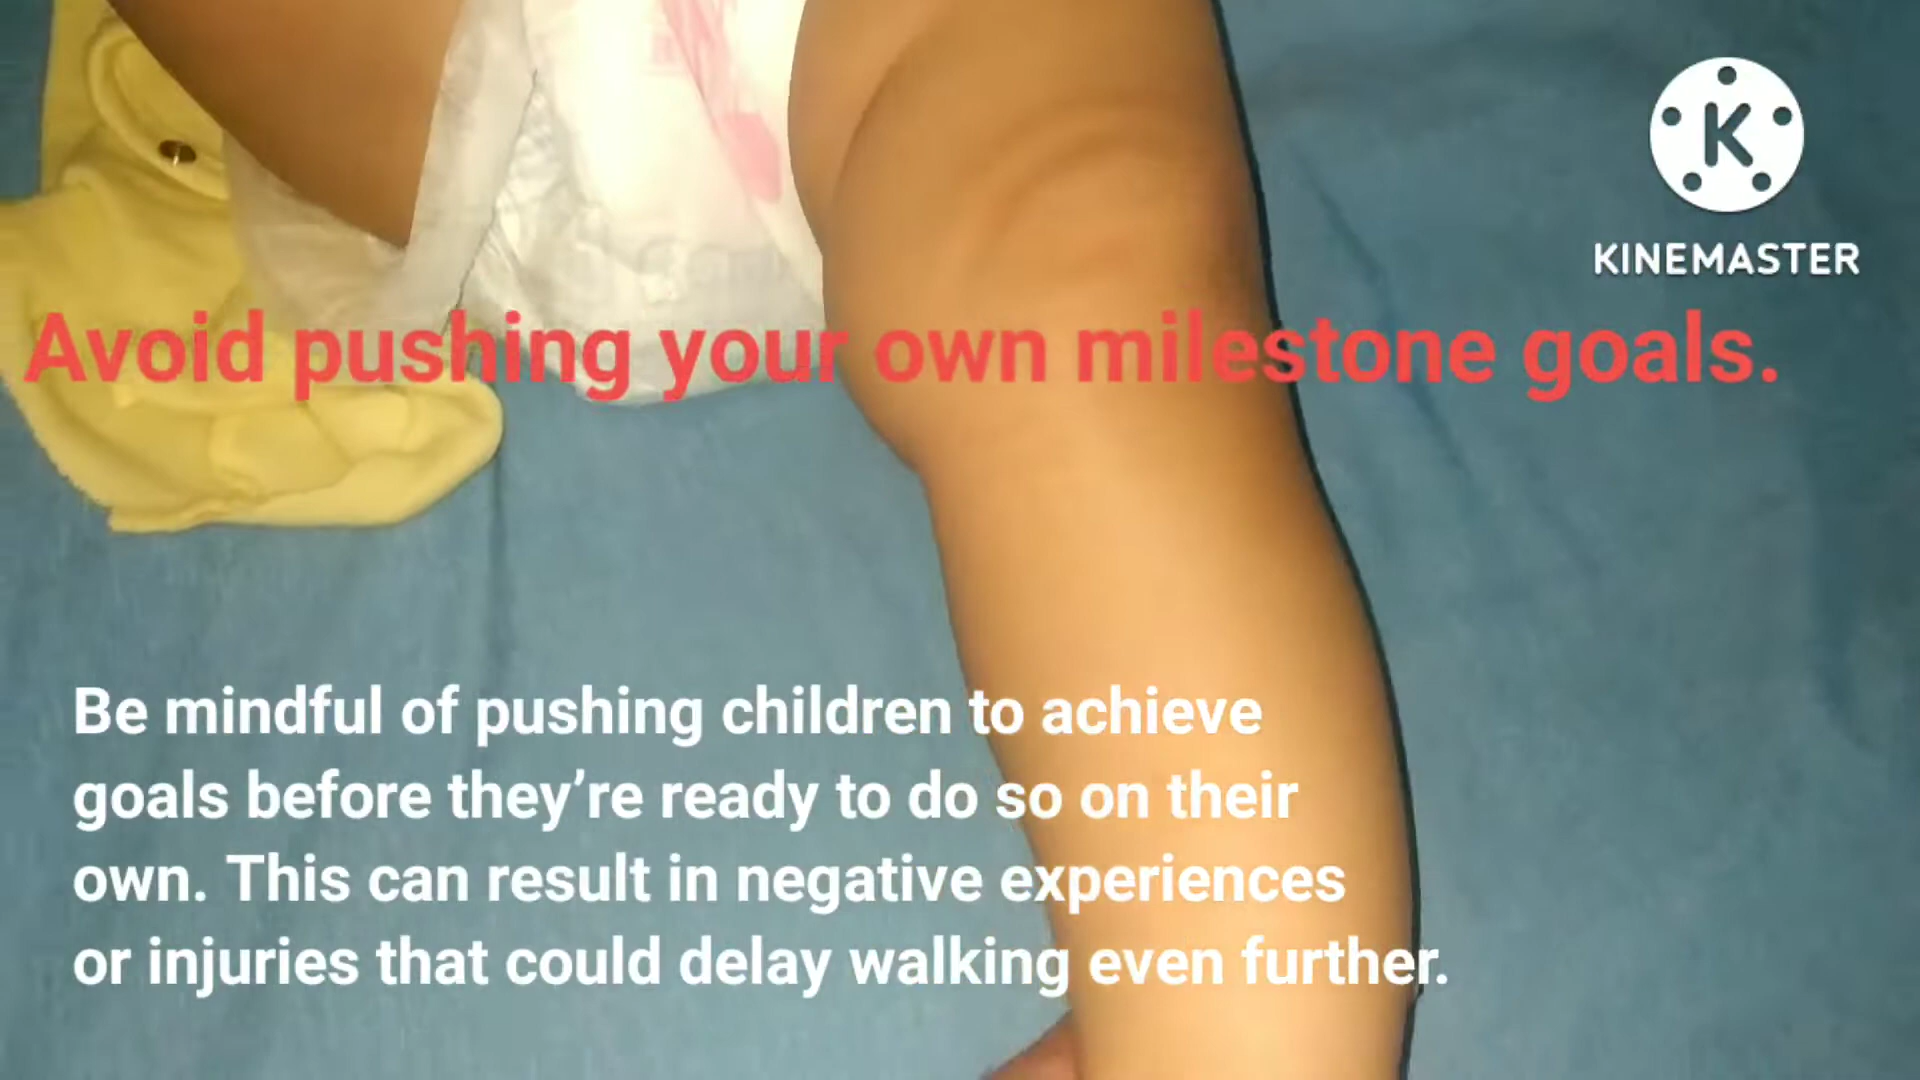 K
KINEMASTER
Avoid pushing your own milestone goals.
Be mindful of pushing children to achieve
goals before they’re ready to do so on their
own. This can result in negative experiences
or injuries that could delay walking even further.